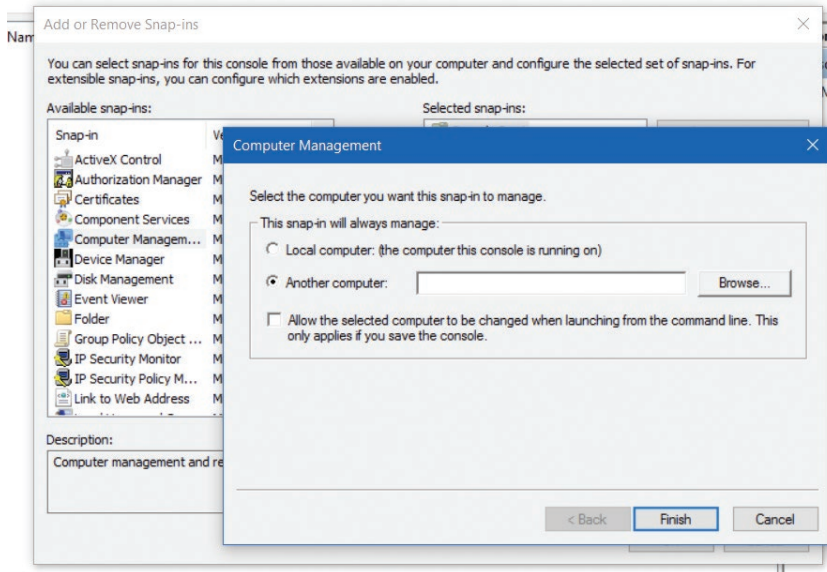 Add or Remove Snap-ins
Nam
You can select snap-ins for this console from those available on your computer and configure the selected set of snap-ins. For
extensible snap-ins, you can configure which extensions are enabled.
Available snap-ins:
Selected snap-ins:
Snap-in
Ve
ActiveX Control M
Authorization Manager M
Certificates M
Component Services M
Computer Managem... M
Device Manager M
Disk Management M
Event Viewer M
Folder M
Group Policy Object ... M
IP Security Monitor M
IP Security Policy M... M
Link to Web Address M
Description:
Computer management and re
Computer Management
Select the computer you want this snap-in to manage.
This snap-in will always manage:
Local computer: (the computer this console is running on)
Another computer:
Browse...
Allow the selected computer to be changed when launching from the command line. This
only applies if you save the console.
< Back
Finish
Cancel